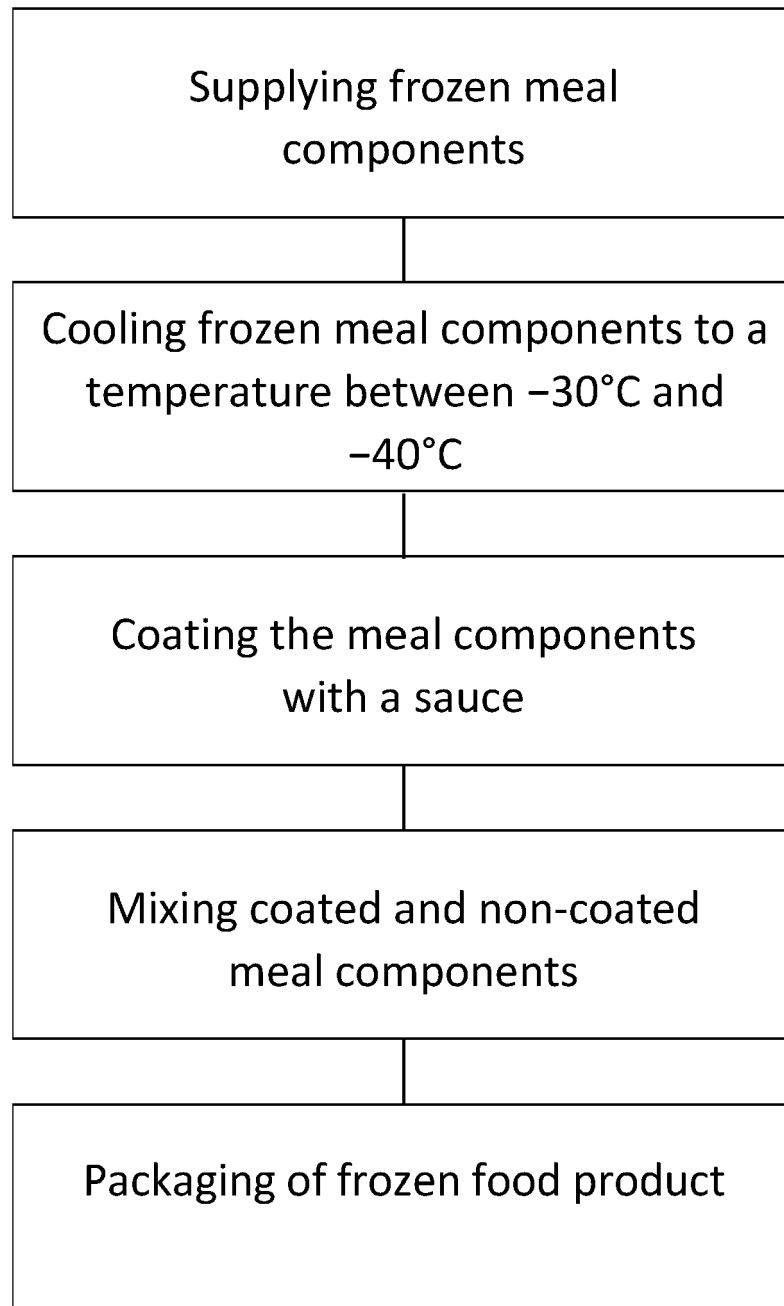 Supplying frozen meal
components
Cooling frozen meal components to a
temperature between −30°C and
−40°C
Coating the meal components
with a sauce
Mixing coated and non-coated
meal components
Packaging of frozen food product